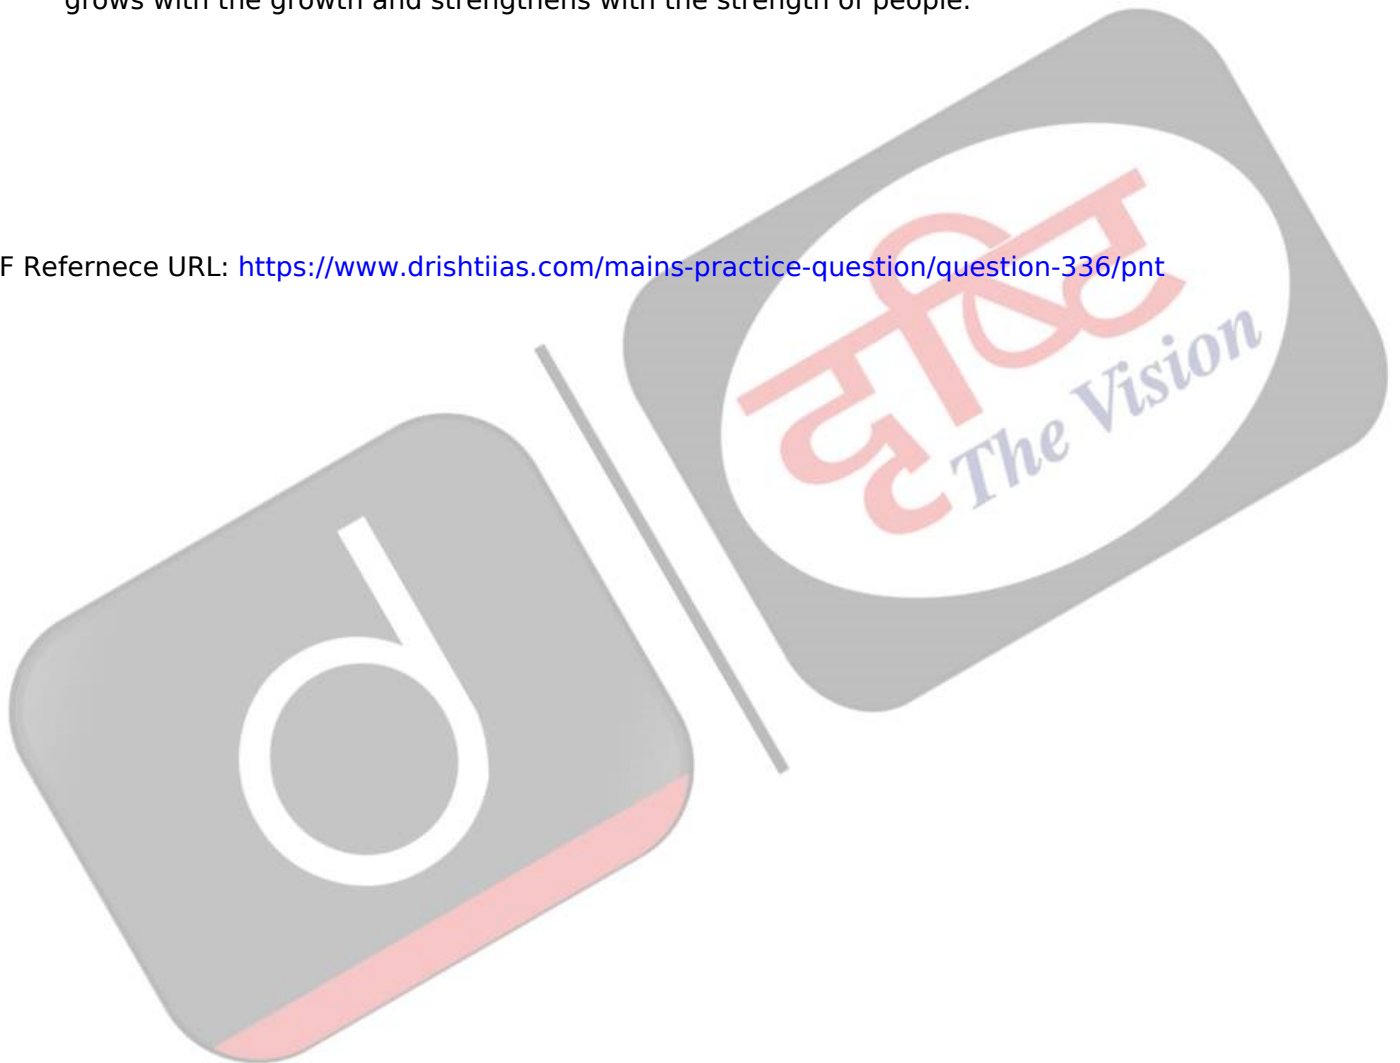 grows with the growth and strengthens with the strength of people.
F Refernece URL: https://www.drishtiias.com/mains-practice-question/question-336/pnt
दृष्टि
The Vision
d